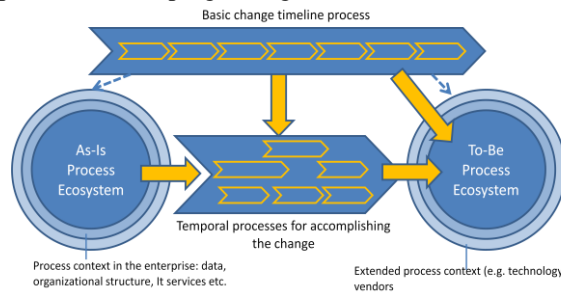 Basic change timeline process
As-Is
Process
Ecosystem
To-Be
Process
Ecosystem
Temporal processes for accomplishing
the change
Process context in the enterprise: data,
organizational structure, It services etc.
Extended process context (e.g. technology
vendors